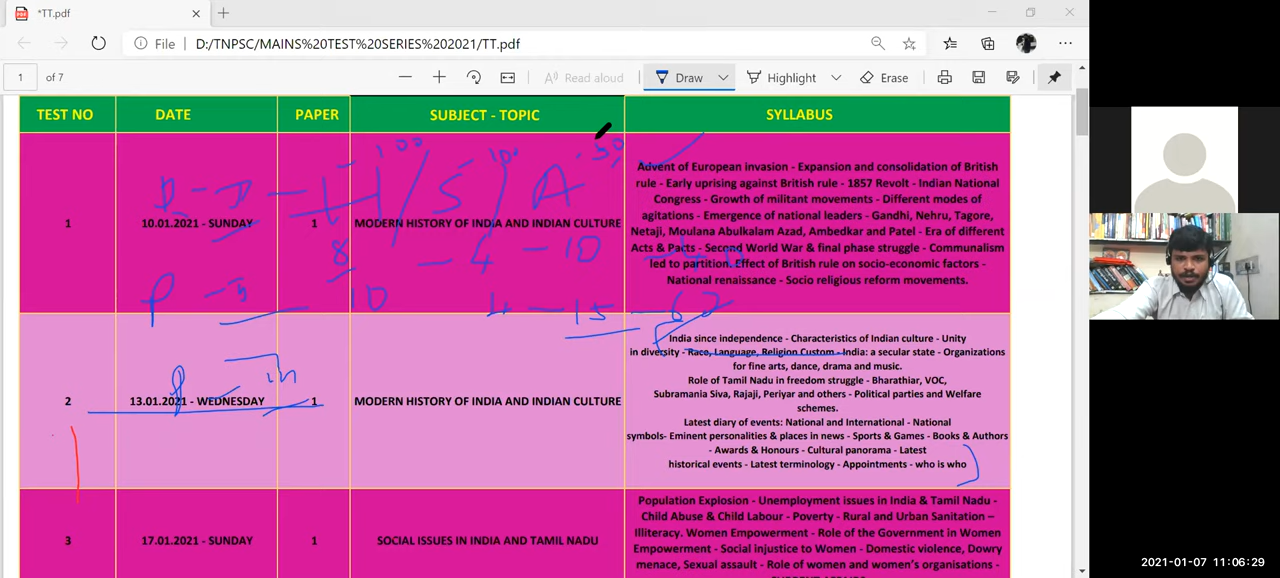 *TT.pdf
File D:/TNPSC/MAINS%20TEST%20SERIES%202021/TT.pdf
1 of 7
Read aloud
Draw
Highlight
Erase
TEST NO DATE PAPER SUBJECT - TOPIC SYLLABUS
1 10.01.2021 - SUNDAY 1 MODERN HISTORY OF INDIA AND INDIAN CULTURE
Advent of European invasion - Expansion and consolidation of British
rule - Early uprising against British rule - 1857 Revolt - Indian National
Congress - Growth of militant movements - Different modes of
agitations - Emergence of national leaders - Gandhi, Nehru, Tagore,
Netaji, Moulana Abulkalam Azad, Ambedkar and Patel - Era of different
Acts & Pacts - Second World War & final phase struggle - Communalism
led to partition. Effect of British rule on socio-economic factors -
National renaissance - Socio religious reform movements.
100 100 50
H / S / A
8 - 4 - 10
10 4 - 15 -
2 13.01.2021 - WEDNESDAY 1 MODERN HISTORY OF INDIA AND INDIAN CULTURE
India since independence - Characteristics of Indian culture - Unity
in diversity - Race, Language, Religion Custom - India: a secular state - Organizations
for fine arts, dance, drama and music.
Role of Tamil Nadu in freedom struggle - Bharathiar, VOC,
Subramania Siva, Rajaji, Periyar and others - Political parties and Welfare
schemes.
Latest diary of events: National and International - National
symbols- Eminent personalities & places in news - Sports & Games - Books & Authors
- Awards & Honours - Cultural panorama - Latest
historical events - Latest terminology - Appointments - who is who
3 17.01.2021 - SUNDAY 1 SOCIAL ISSUES IN INDIA AND TAMIL NADU
Population Explosion - Unemployment issues in India & Tamil Nadu -
Child Abuse & Child Labour - Poverty - Rural and Urban Sanitation –
Illiteracy. Women Empowerment - Role of the Government in Women
Empowerment - Social injustice to Women - Domestic violence, Dowry
menace, Sexual assault - Role of women and women's organisations -
CURRENT AFFAIRS
2021-01-07 11:06:29